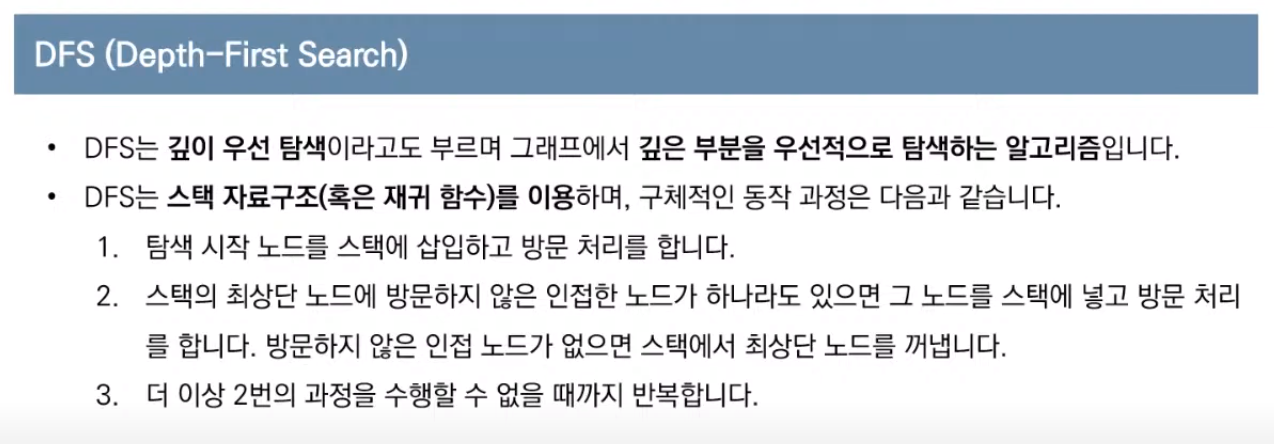 DFS (Depth-First Search)
• DFS는 깊이 우선 탐색이라고도 부르며 그래프에서 깊은 부분을 우선적으로 탐색하는 알고리즘입니다.
• DFS는 스택 자료구조(혹은 재귀 함수)를 이용하며, 구체적인 동작 과정은 다음과 같습니다.
1. 탐색 시작 노드를 스택에 삽입하고 방문 처리를 합니다.
2. 스택의 최상단 노드에 방문하지 않은 인접한 노드가 하나라도 있으면 그 노드를 스택에 넣고 방문 처리
를 합니다. 방문하지 않은 인접 노드가 없으면 스택에서 최상단 노드를 꺼냅니다.
3. 더 이상 2번의 과정을 수행할 수 없을 때까지 반복합니다.